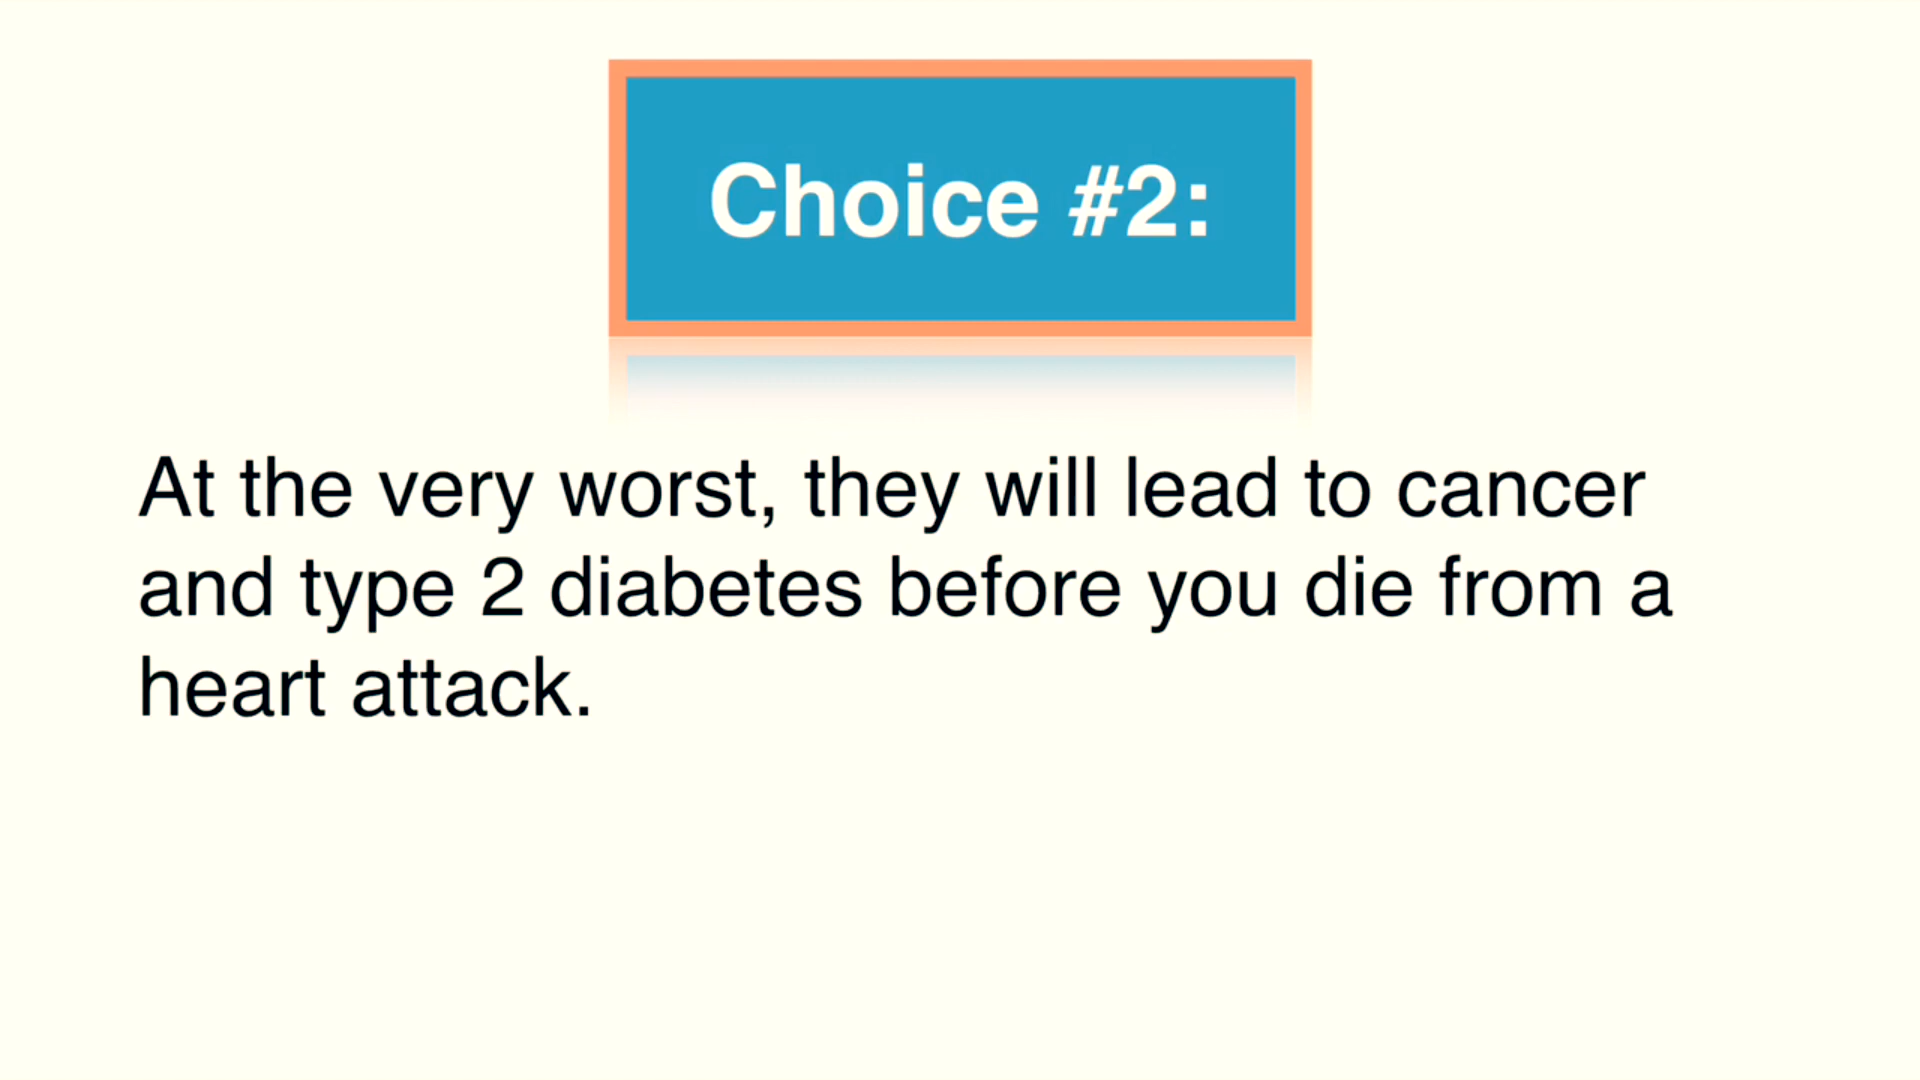 Choice #2:
At the very worst, they will lead to cancer
and type 2 diabetes before you die from a
heart attack.